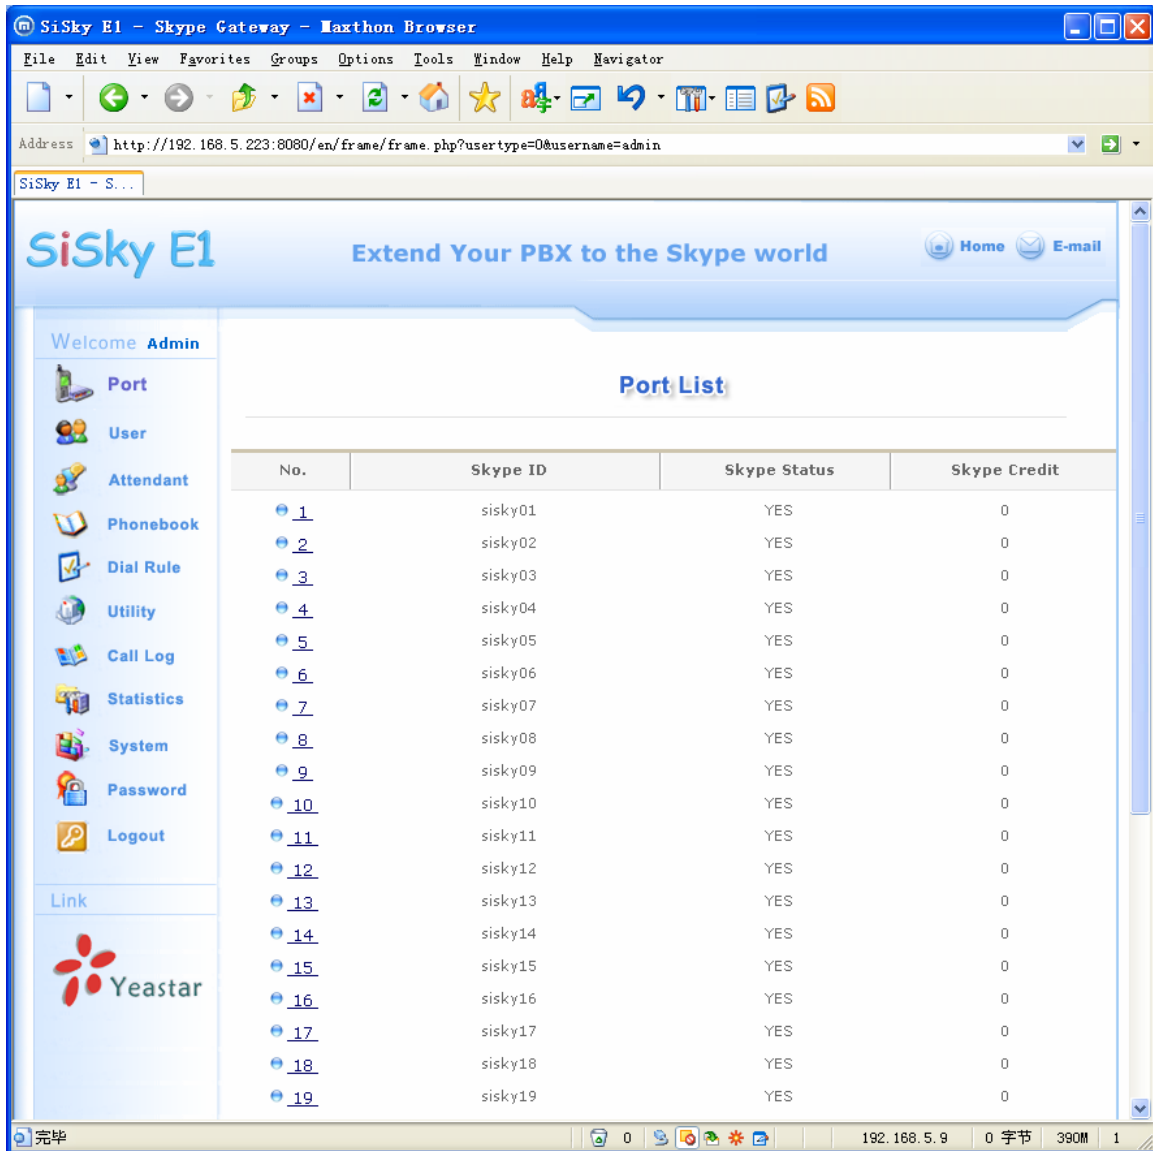 SiSky E1 - Skype Gateway - Maxthon Browser
File Edit View Favorites Groups Options Tools Window Help Navigator
Address http://192.168.5.223:8080/en/frame/frame.php?usertype=0&username=admin
SiSky E1 - S...
SiSky E1 Extend Your PBX to the Skype world Home E-mail
Welcome Admin
Port
User
Attendant
Phonebook
Dial Rule
Utility
Call Log
Statistics
System
Password
Logout
Link
Yeastar
Port List
No. Skype ID Skype Status Skype Credit
1 sisky01 YES 0
2 sisky02 YES 0
3 sisky03 YES 0
4 sisky04 YES 0
5 sisky05 YES 0
6 sisky06 YES 0
7 sisky07 YES 0
8 sisky08 YES 0
9 sisky09 YES 0
10 sisky10 YES 0
11 sisky11 YES 0
12 sisky12 YES 0
13 sisky13 YES 0
14 sisky14 YES 0
15 sisky15 YES 0
16 sisky16 YES 0
17 sisky17 YES 0
18 sisky18 YES 0
19 sisky19 YES 0
完毕 0 192.168.5.9 0 字节 390M 1